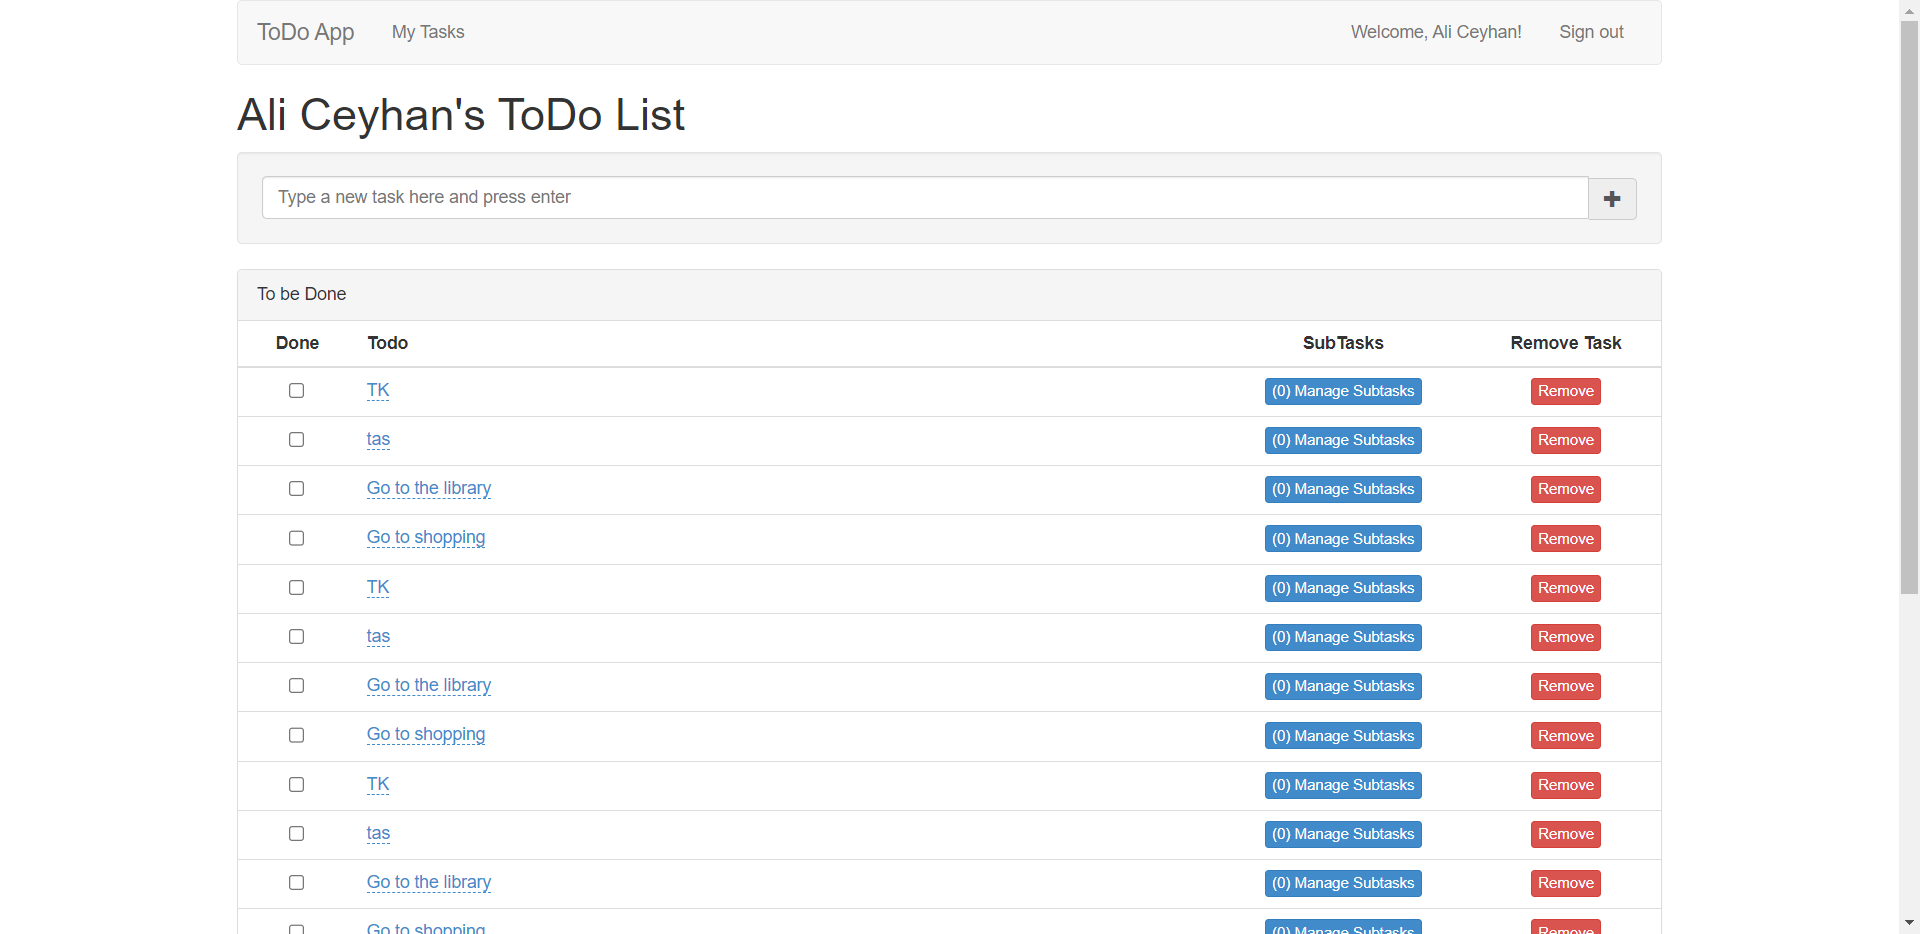 ToDo App My Tasks Welcome, Ali Ceyhan! Sign out
Ali Ceyhan's ToDo List
Type a new task here and press enter
To be Done
Done Todo SubTasks Remove Task
TK (0) Manage Subtasks Remove
tas (0) Manage Subtasks Remove
Go to the library (0) Manage Subtasks Remove
Go to shopping (0) Manage Subtasks Remove
TK (0) Manage Subtasks Remove
tas (0) Manage Subtasks Remove
Go to the library (0) Manage Subtasks Remove
Go to shopping (0) Manage Subtasks Remove
TK (0) Manage Subtasks Remove
tas (0) Manage Subtasks Remove
Go to the library (0) Manage Subtasks Remove
Go to shopping (0) Manage Subtasks Remove